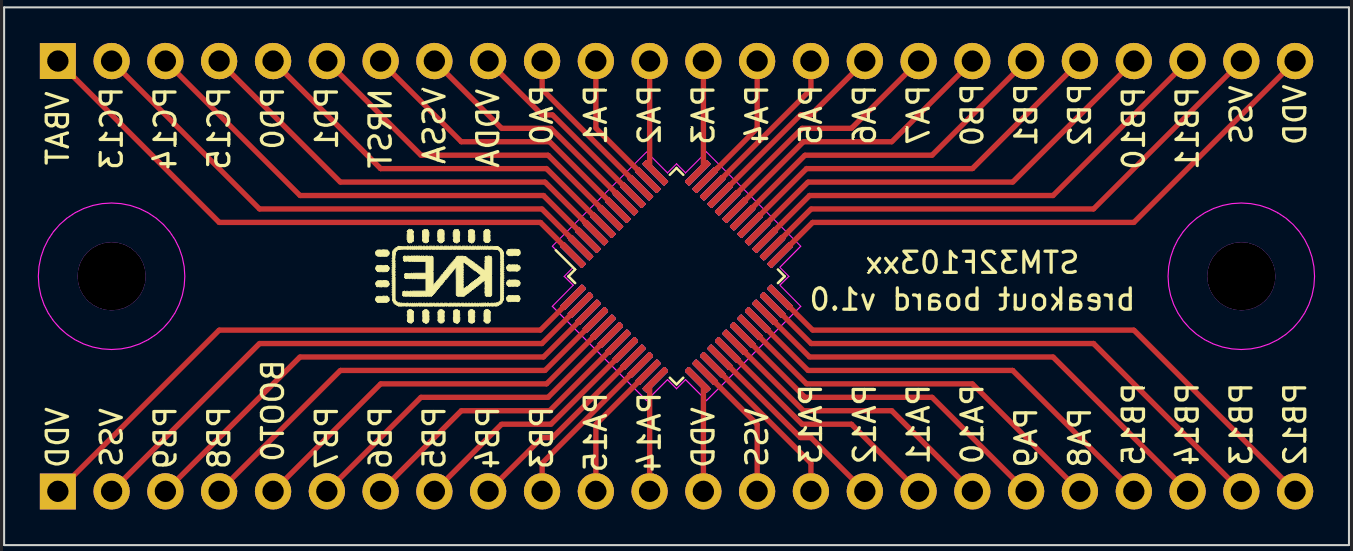 VBAT
PC13
PC14
PC15
PD0
PD1
NRST
VSSA
VDDA
PA0
PA1
PA2
PA3
PA4
PA5
PA6
PA7
PB0
PB1
PB2
PB10
PB11
VSS
VDD
KNE
STM32F103xx
breakout board v1.0
VDD
VSS
PB9
PB8
BOOT0
PB7
PB6
PB5
PB4
PB3
PA15
PA14
VDD
VSS
PA13
PA12
PA11
PA10
PA9
PA8
PB15
PB14
PB13
PB12